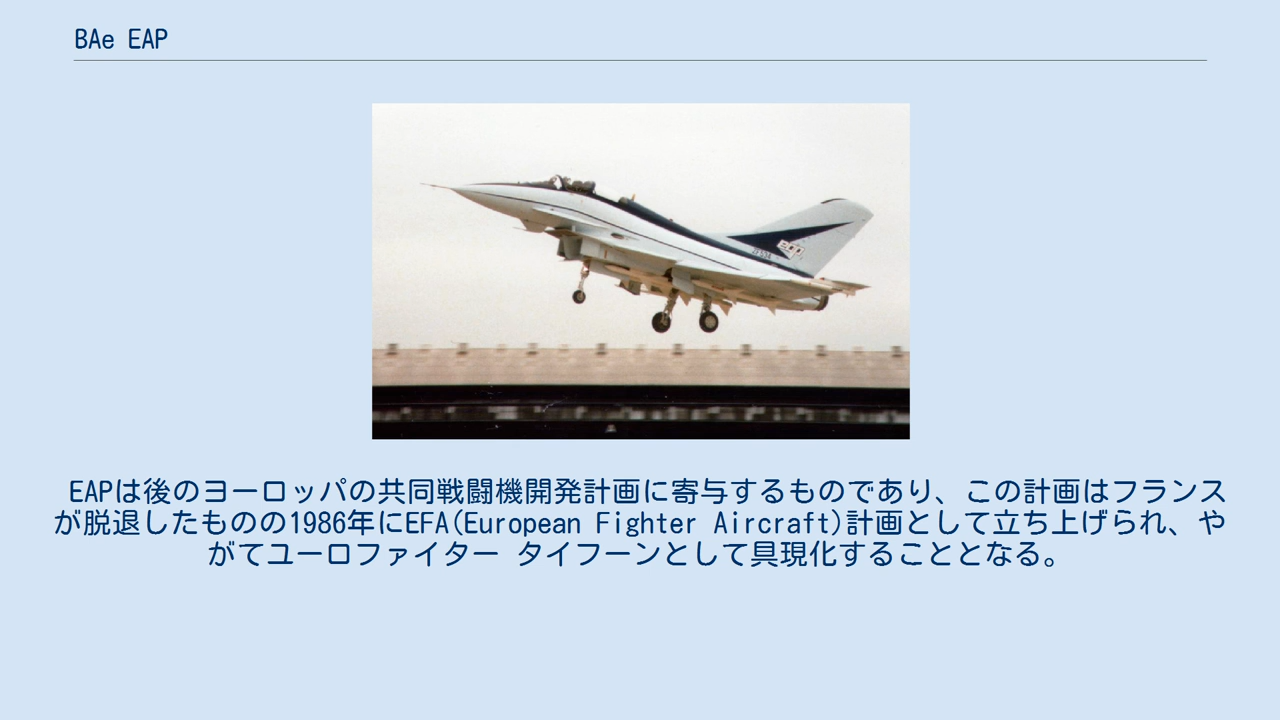 BAe EAP
eap
EAPは後のヨーロッパの共同戦闘機開発計画に寄与するものであり、この計画はフランス
が脱退したものの1986年にEFA(European Fighter Aircraft)計画として立ち上げられ、や
がてユーロファイター タイフーンとして具現化することとなる。